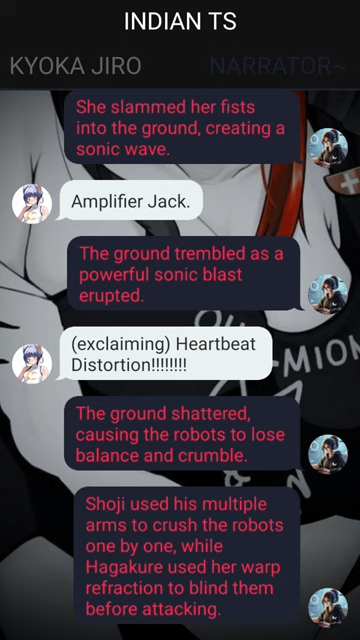 INDIAN TS
KYOKA JIRO
NARRATOR~
She slammed her fists
into the ground, creating a
sonic wave.
Amplifier Jack.
The ground trembled as a
powerful sonic blast
erupted.
(exclaiming) Heartbeat
Distortion!!!!!!!!
The ground shattered,
causing the robots to lose
balance and crumble.
Shoji used his multiple
arms to crush the robots
one by one, while
Hagakure used her warp
refraction to blind them
before attacking.